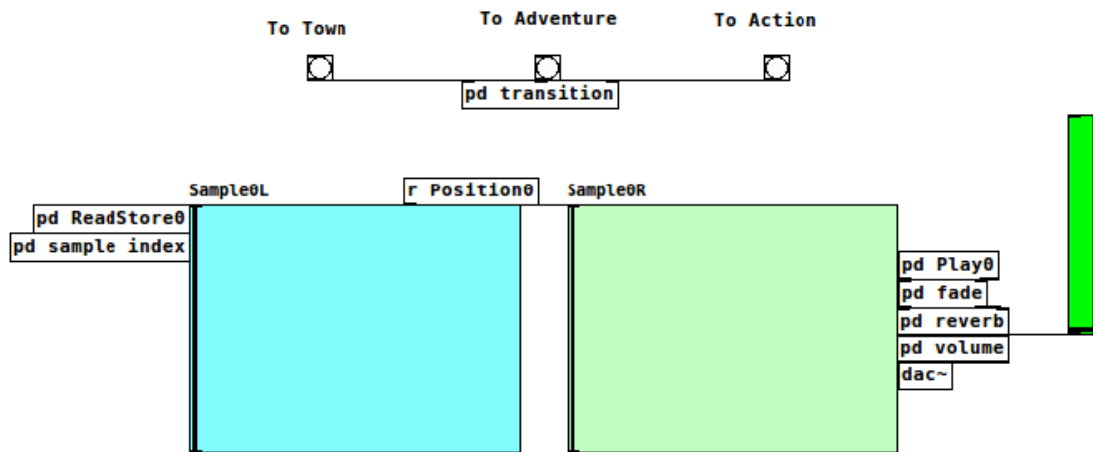 To Town
To Adventure
To Action
pd transition
Sample0L
r Position0
Sample0R
pd ReadStore0
pd sample index
pd Play0
pd fade
pd reverb
pd volume
dac~